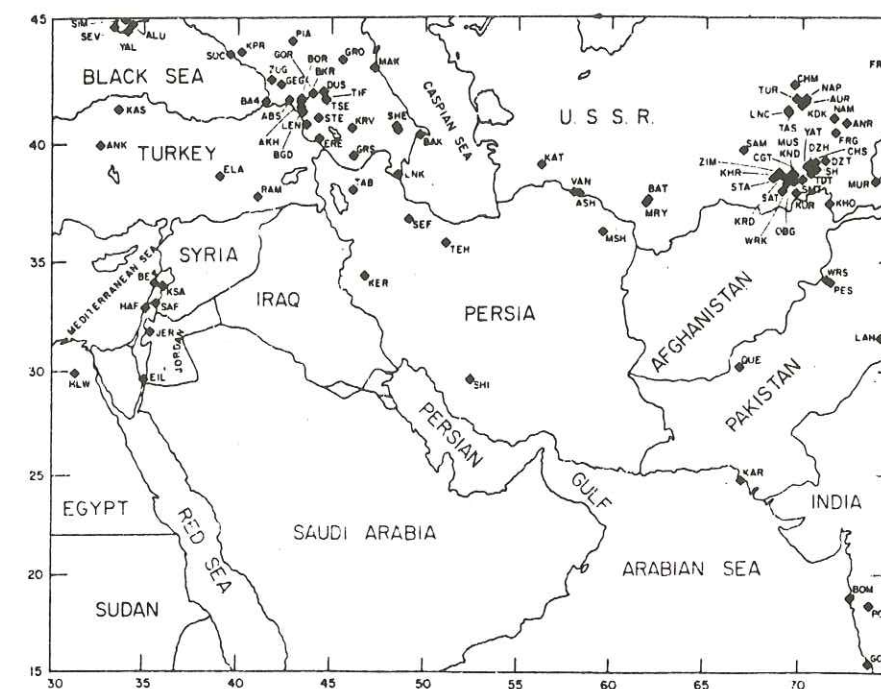 45
SIM
SEV
YAL
ALU
SUC
KPR
PIA
GOR
BOR
BKR
GRO
MAK
BLACK SEA
ZUG
GEG
DUS
TIF
TSE
BA4
ABS
STE
LEN
AKH
BGD
ERE
KRV
SHE
BAK
GRS
CASPIAN SEA
KAS
40
ANK
TURKEY
ELA
RAM
TAB
LNK
U.S.S.R.
KAT
VAN
ASH
BAT
MRY
CHM
TUR
NAP
AUR
NAM
LNC
KDK
ANR
TAS
YAT
FRG
MUS
DZH
CHS
SAM
KND
CGT
DZT
ZIM
SH
KHR
TDT
STA
SMT
MUR
SAT
KUR
KHO
KRD
OBG
WRK
35
SYRIA
SEF
TEH
MSH
MEDITERRANEAN SEA
KSA
HAF
SAF
IRAQ
KER
PERSIA
AFGHANISTAN
WRS
PES
JER
JORDAN
LAH
30
HLW
EIL
SHI
QUE
PAKISTAN
PERSIAN
GULF
25
KAR
EGYPT
RED SEA
SAUDI ARABIA
INDIA
20
ARABIAN SEA
BOM
SUDAN
15
30 35 40 45 50 55 60 65 70